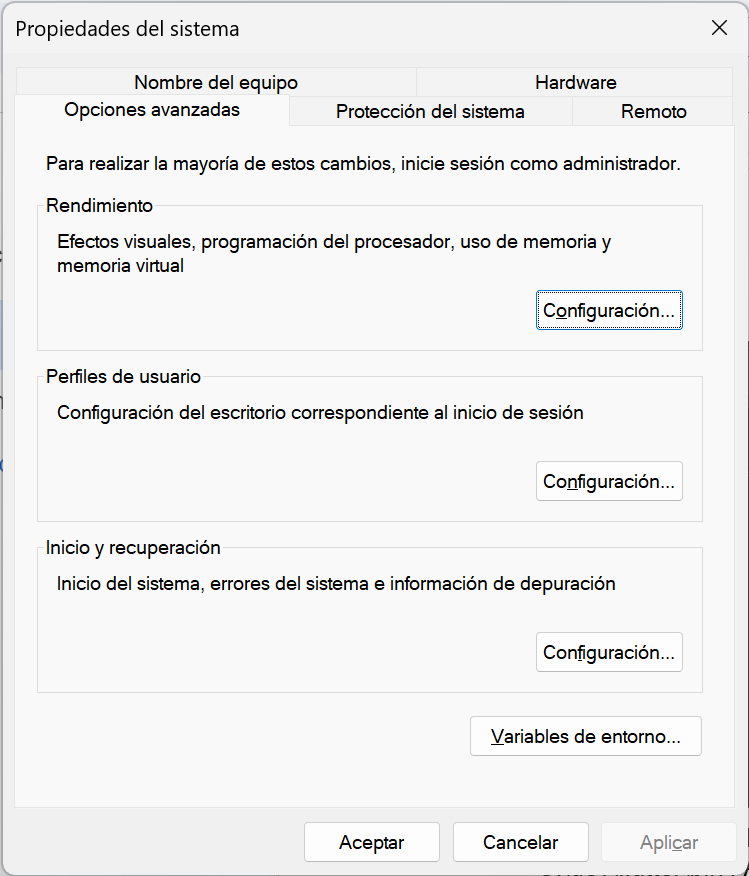 Propiedades del sistema
Nombre del equipo
Hardware
Opciones avanzadas
Protección del sistema
Remoto
Para realizar la mayoría de estos cambios, inicie sesión como administrador.
Rendimiento
Efectos visuales, programación del procesador, uso de memoria y
memoria virtual
Configuración...
Perfiles de usuario
Configuración del escritorio correspondiente al inicio de sesión
Configuración...
Inicio y recuperación
Inicio del sistema, errores del sistema e información de depuración
Configuración...
Variables de entorno...
Aceptar
Cancelar
Aplicar